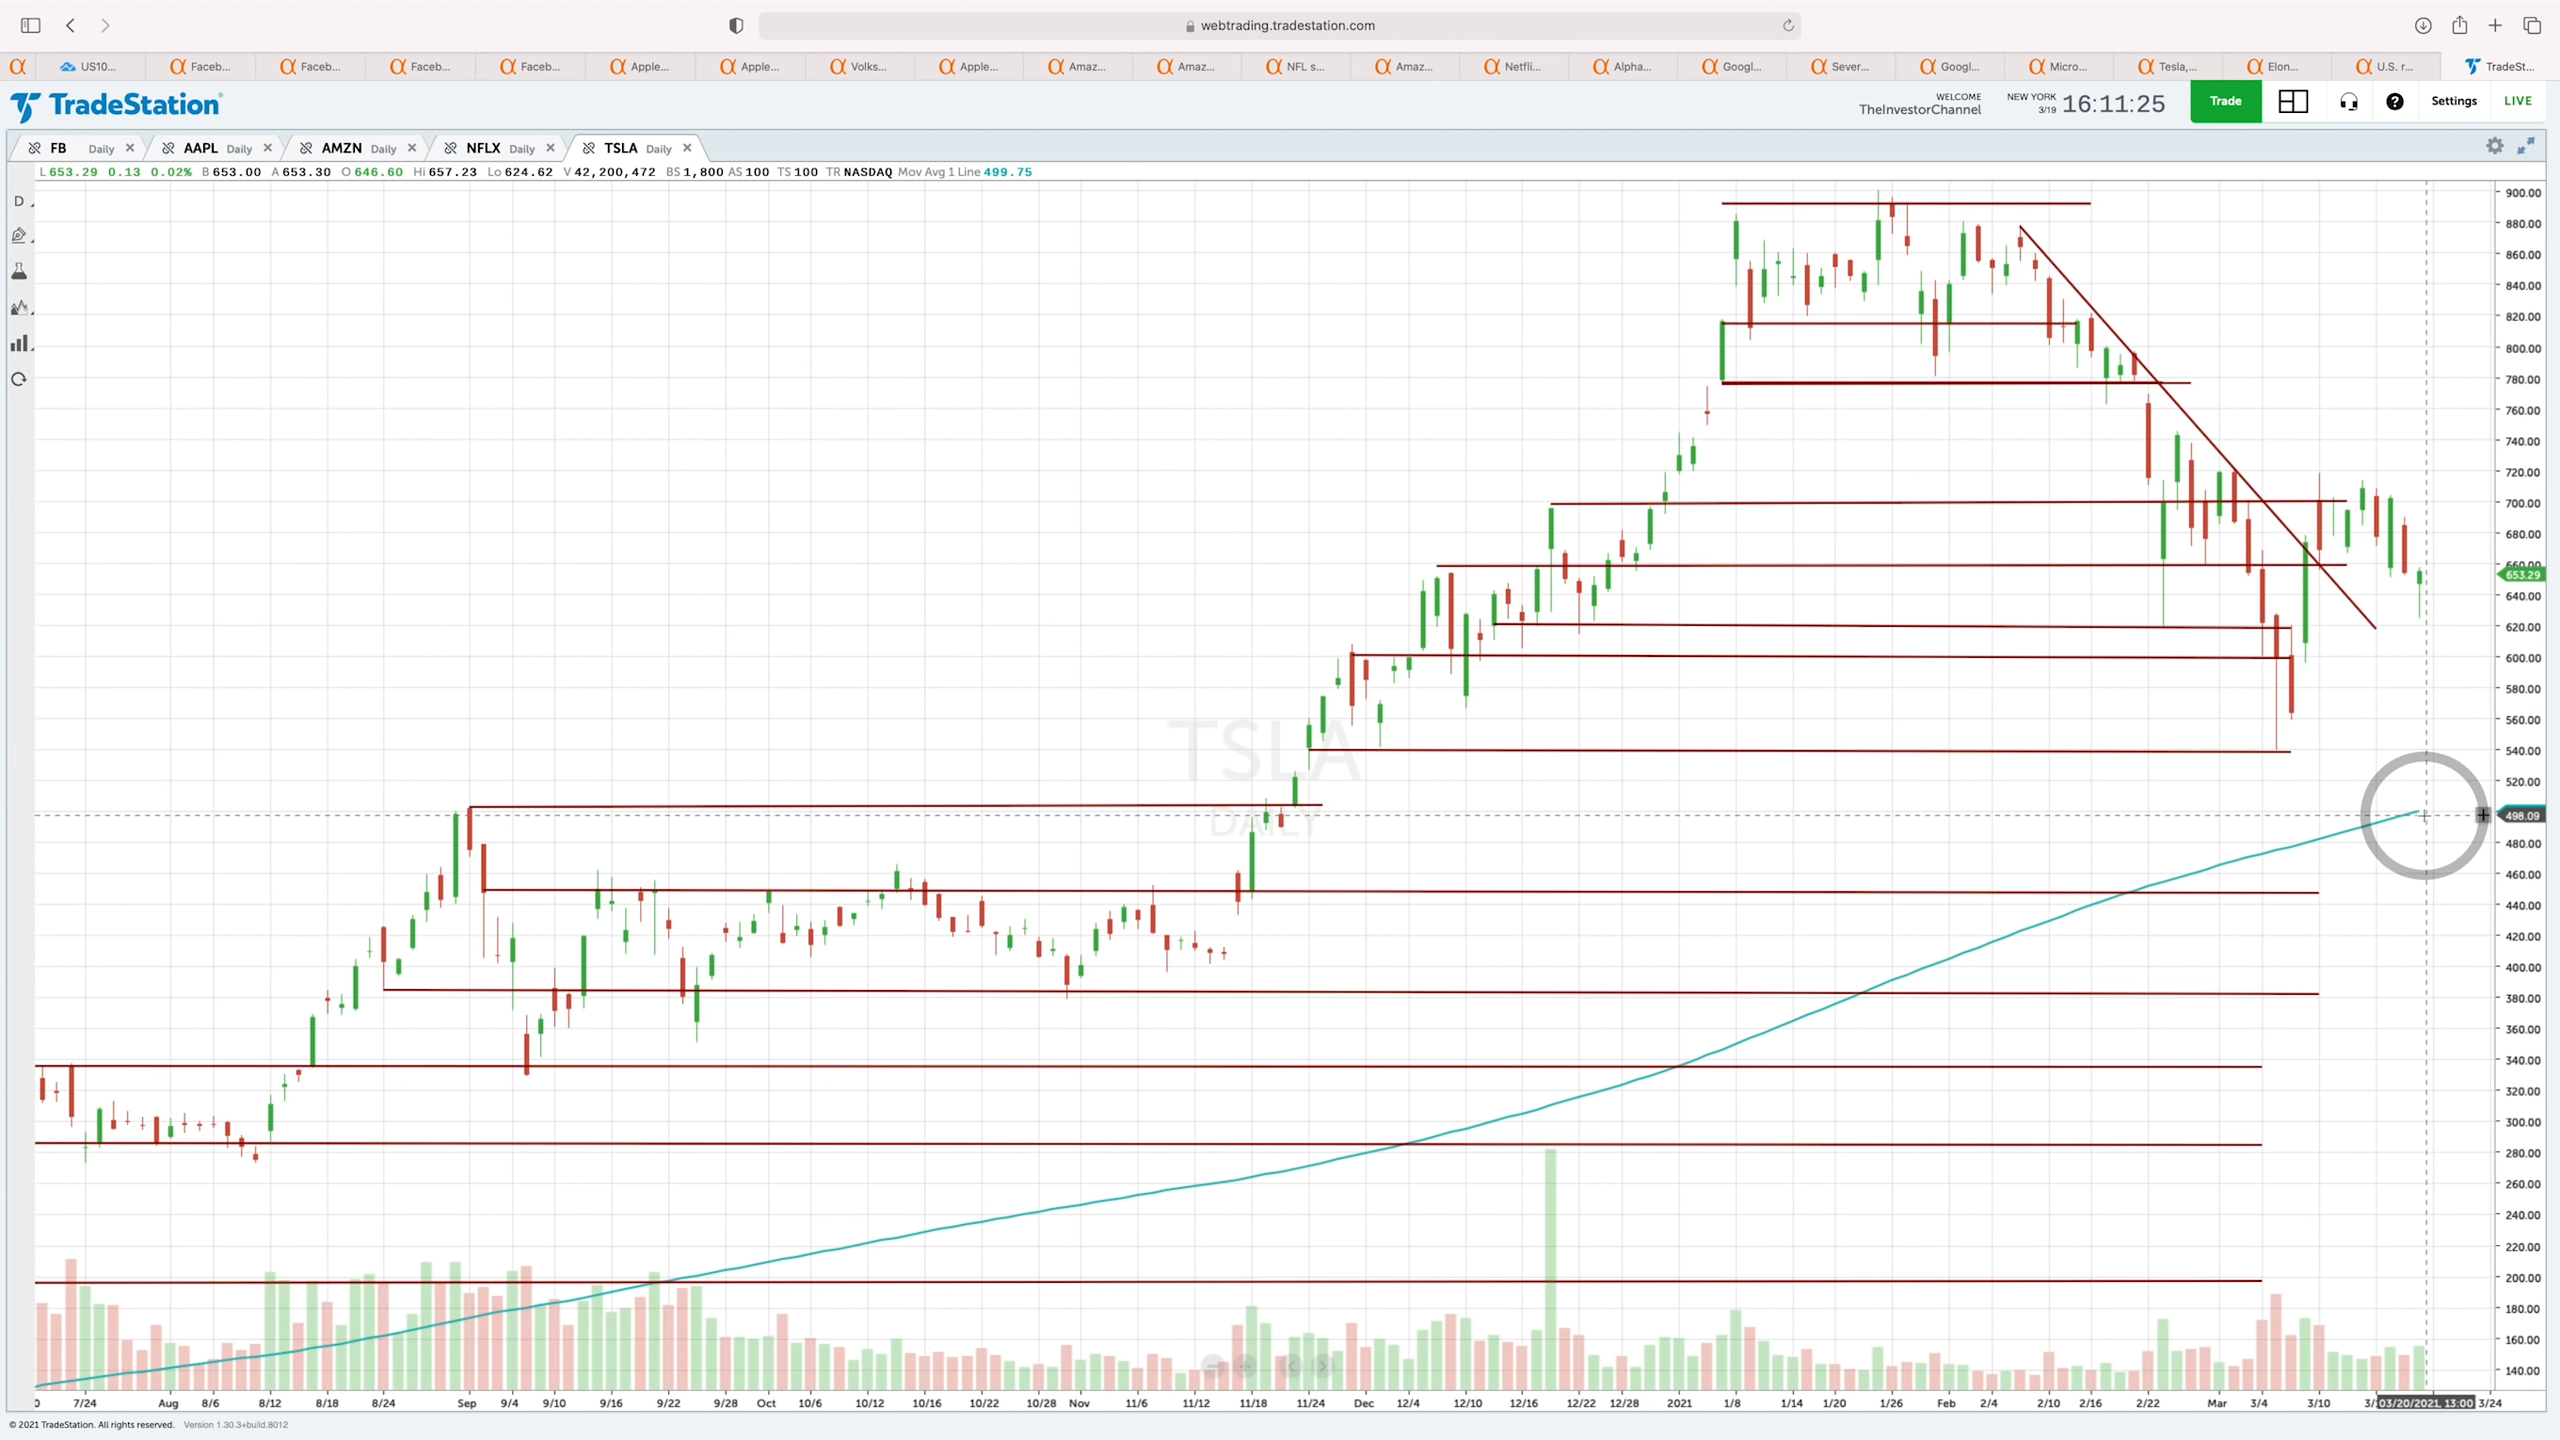 webtrading.tradestation.com
US10... Faceb... Faceb... Faceb... Faceb... Apple... Apple... Volks... Apple... Amaz... Amaz... NFL s... Amaz... Netfli... Alpha... Googl... Sever... Googl... Micro... Tesla,... Elon... U.S. r... TradeSt...
TradeStation
WELCOME
TheInvestorChannel
NEW YORK
3/19
16:11:25
Trade
Settings
LIVE
FB Daily AAPL Daily AMZN Daily NFLX Daily TSLA Daily
L 653.29 0.13 0.02% B 653.00 A 653.30 O 646.60 Hi 657.23 Lo 624.62 V 42,200,472 BS 1,800 AS 100 TS 100 TR NASDAQ Mov Avg 1 Line 499.75
D
900.00
880.00
860.00
840.00
820.00
800.00
780.00
760.00
740.00
720.00
700.00
680.00
660.00
653.29
640.00
620.00
600.00
580.00
560.00
TSLA
540.00
520.00
DAILY
498.09
480.00
460.00
440.00
420.00
400.00
380.00
360.00
340.00
320.00
300.00
280.00
260.00
240.00
220.00
200.00
180.00
160.00
140.00
0 7/24 Aug 8/6 8/12 8/18 8/24 Sep 9/4 9/10 9/16 9/22 9/28 Oct 10/6 10/12 10/16 10/22 10/28 Nov 11/6 11/12 11/18 11/24 Dec 12/4 12/10 12/16 12/22 12/28 2021 1/8 1/14 1/20 1/26 Feb 2/4 2/10 2/16 2/22 Mar 3/4 3/10 03/20/2021, 13:00 3/24
© 2021 TradeStation. All rights reserved. Version 1.30.3+build.8012